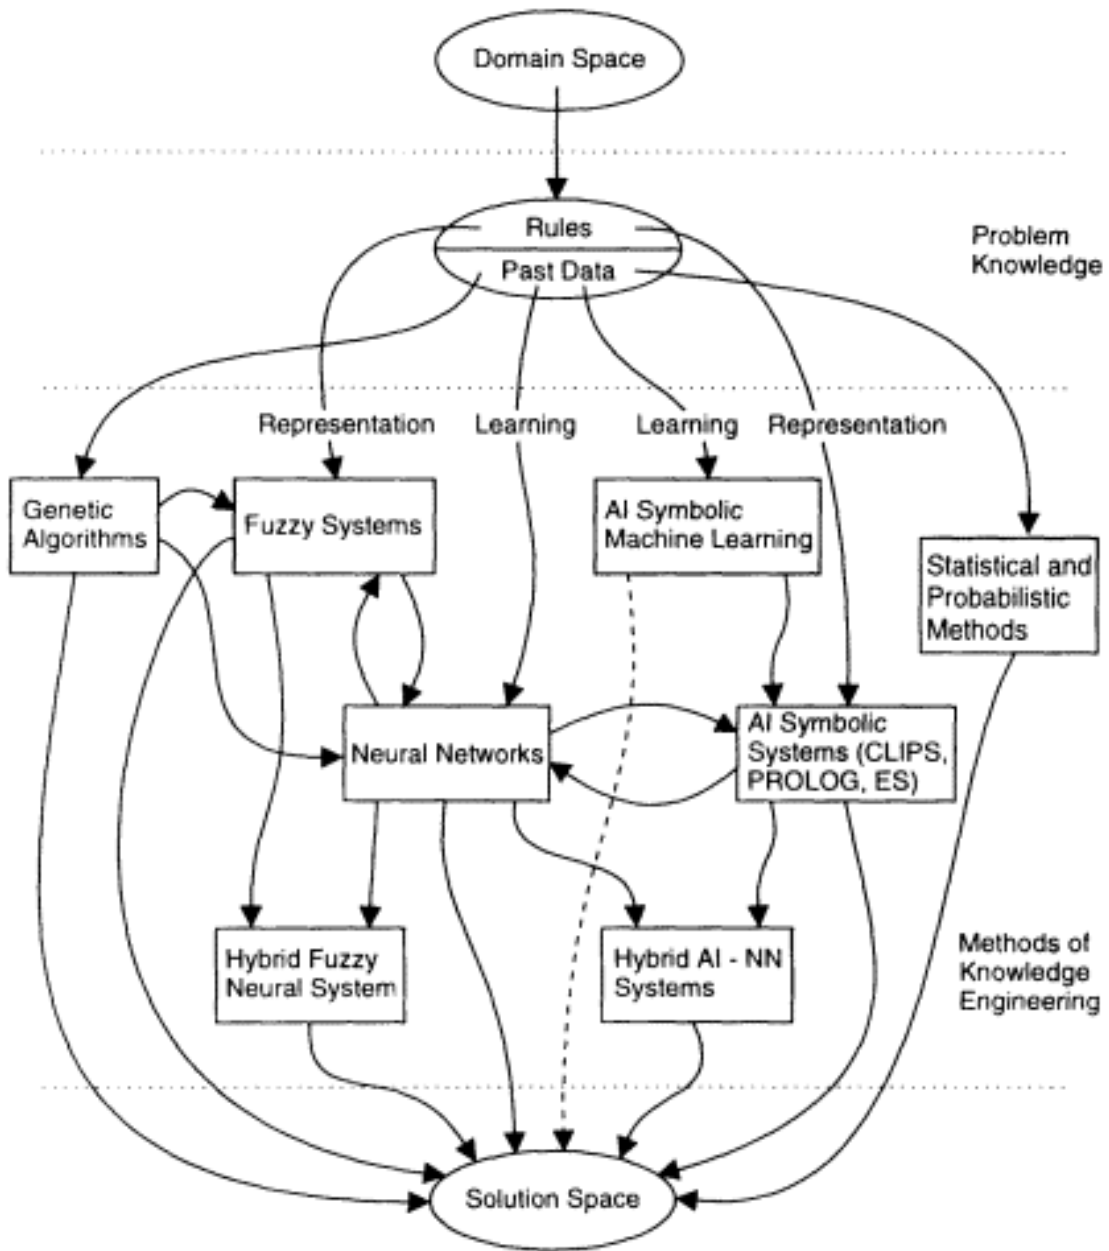 Domain Space
Rules
Past Data
Problem
Knowledge
Representation
Learning
Learning
Representation
Genetic
Algorithms
Fuzzy Systems
AI Symbolic
Machine Learning
Statistical and
Probabilistic
Methods
Neural Networks
AI Symbolic
Systems (CLIPS,
PROLOG, ES)
Hybrid Fuzzy
Neural System
Hybrid AI - NN
Systems
Methods of
Knowledge
Engineering
Solution Space